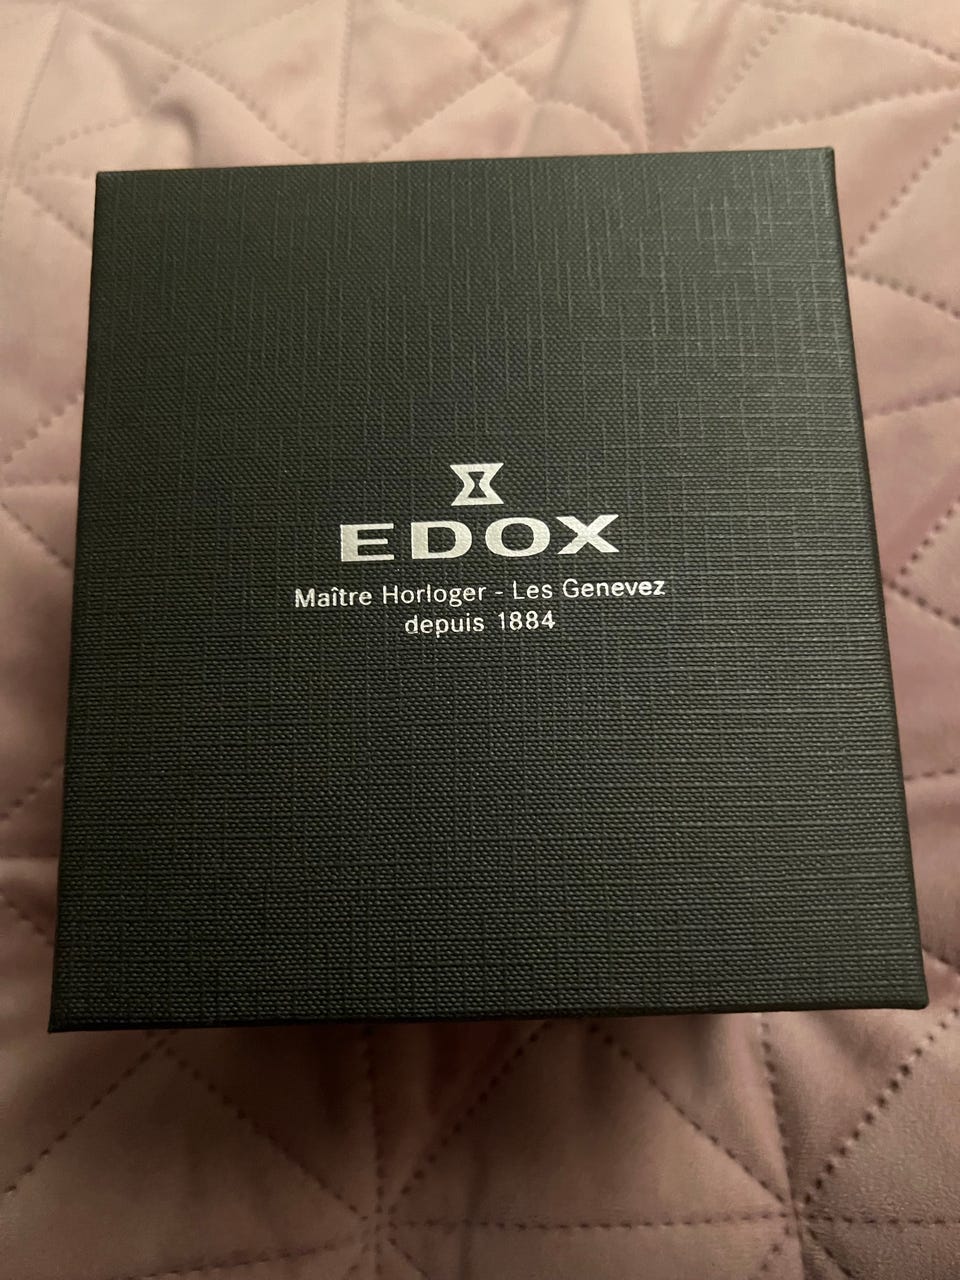 EDOX
Maître Horloger - Les Genevez
depuis 1884